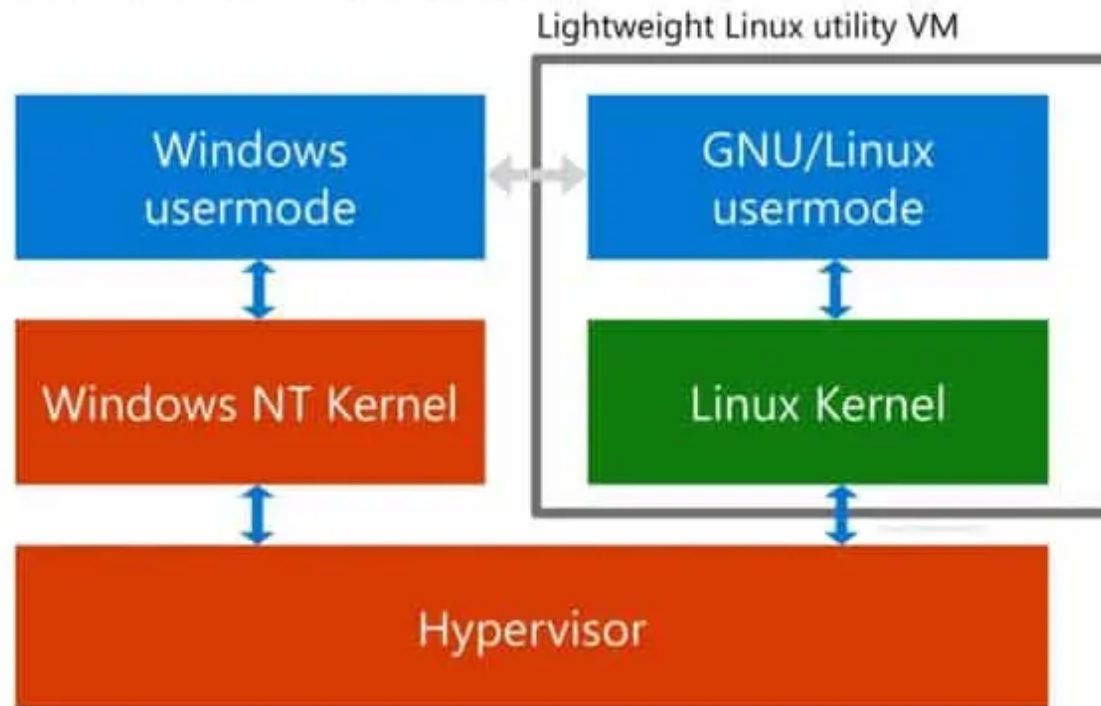 Lightweight Linux utility VM
Windows
usermode
GNU/Linux
usermode
Windows NT Kernel
Linux Kernel
Hypervisor